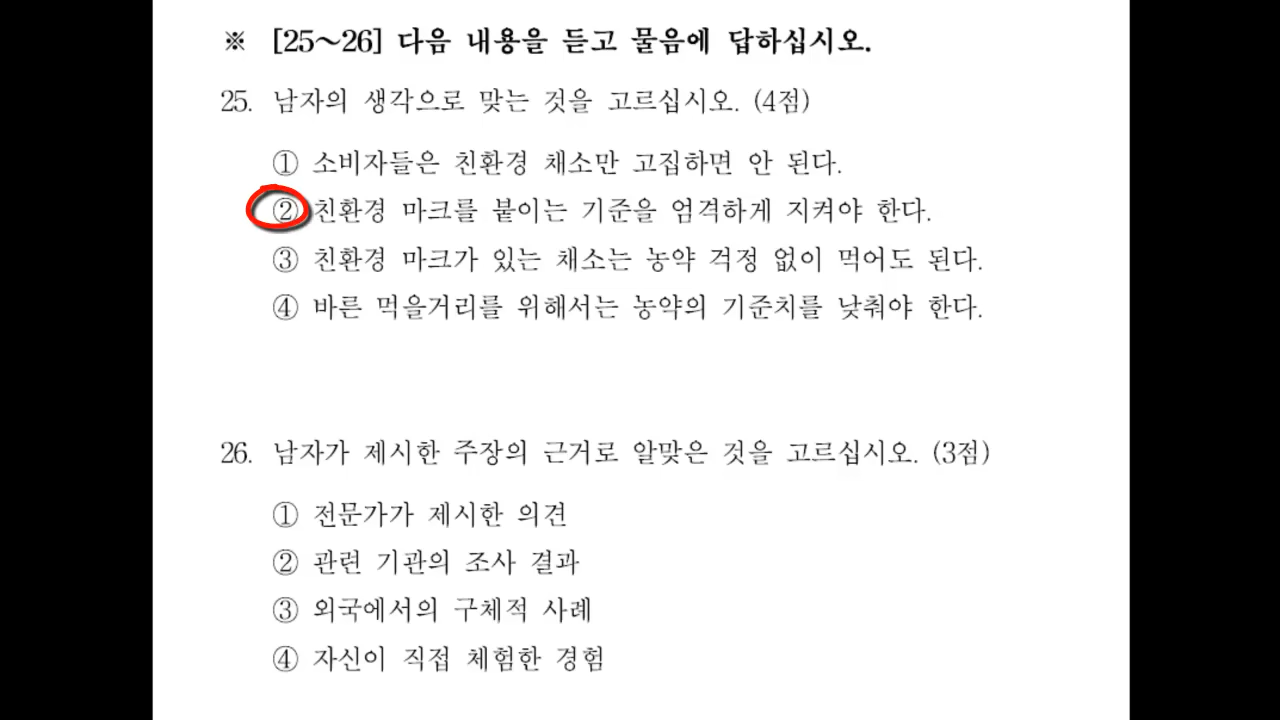 ※ [25~26] 다음 내용을 듣고 물음에 답하십시오.
25. 남자의 생각으로 맞는 것을 고르십시오. (4점)
① 소비자들은 친환경 채소만 고집하면 안 된다.
② 친환경 마크를 붙이는 기준을 엄격하게 지켜야 한다.
③ 친환경 마크가 있는 채소는 농약 걱정 없이 먹어도 된다.
④ 바른 먹을거리를 위해서는 농약의 기준치를 낮춰야 한다.
26. 남자가 제시한 주장의 근거로 알맞은 것을 고르십시오. (3점)
① 전문가가 제시한 의견
② 관련 기관의 조사 결과
③ 외국에서의 구체적 사례
④ 자신이 직접 체험한 경험